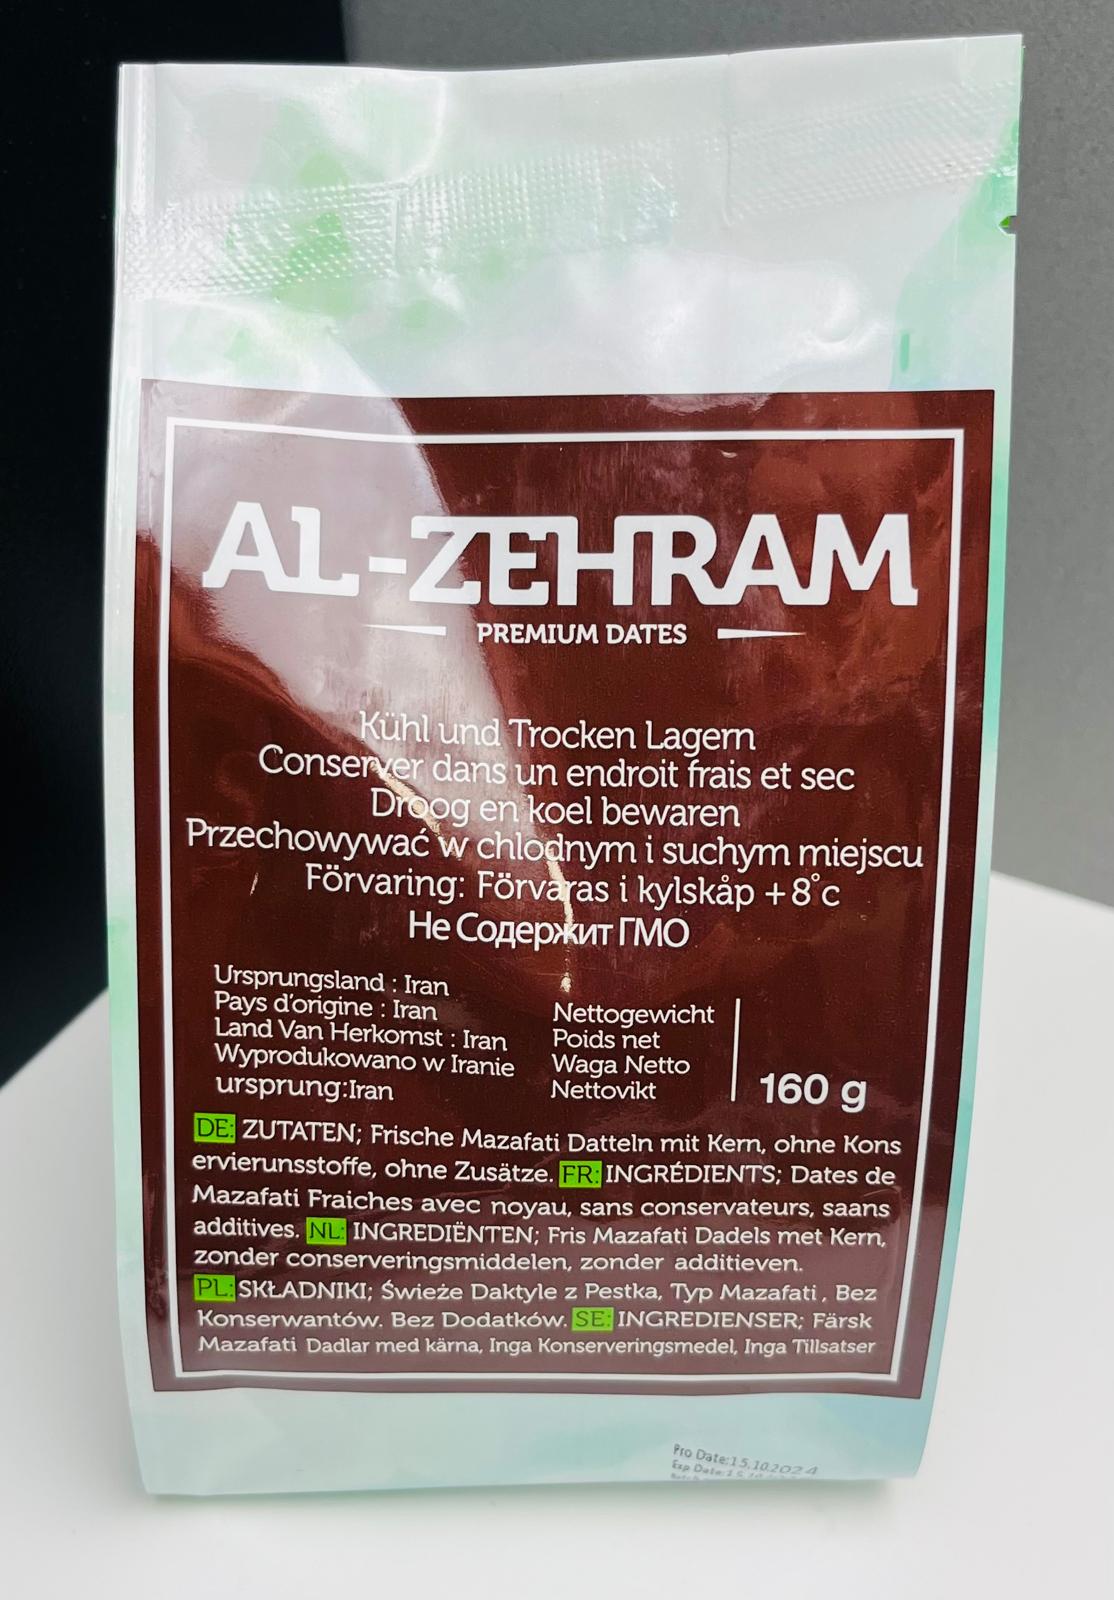 AL-ZEHRAM
PREMIUM DATES
Kühl und Trocken Lagern
Conserver dans un endroit frais et sec
Droog en koel bewaren
Przechowywać w chlodnym i suchym miejscu
Förvaring: Förvaras i kylskåp +8°c
Не Содержит ГМО
Ursprungsland : Iran
Pays d'origine : Iran
Land Van Herkomst : Iran
Wyprodukowano w Iranie
ursprung:Iran
Nettogewicht
Poids net
Waga Netto
Nettovikt
160 g
DE: ZUTATEN; Frische Mazafati Datteln mit Kern, ohne Kons
ervierunsstoffe, ohne Zusätze. FR: INGRÉDIENTS; Dates de
Mazafati Fraiches avec noyau, sans conservateurs, saans
additives. NL: INGREDIËNTEN; Fris Mazafati Dadels met Kern,
zonder conserveringsmiddelen, zonder additieven.
PL: SKŁADNIKI; Świeże Daktyle z Pestka, Typ Mazafati, Bez
Konserwantów. Bez Dodatków. SE: INGREDIENSER; Färsk
Mazafati Dadlar med kärna, Inga Konserveringsmedel, Inga Tillsatser
Pro Date:15.10.2024
Exp Date: